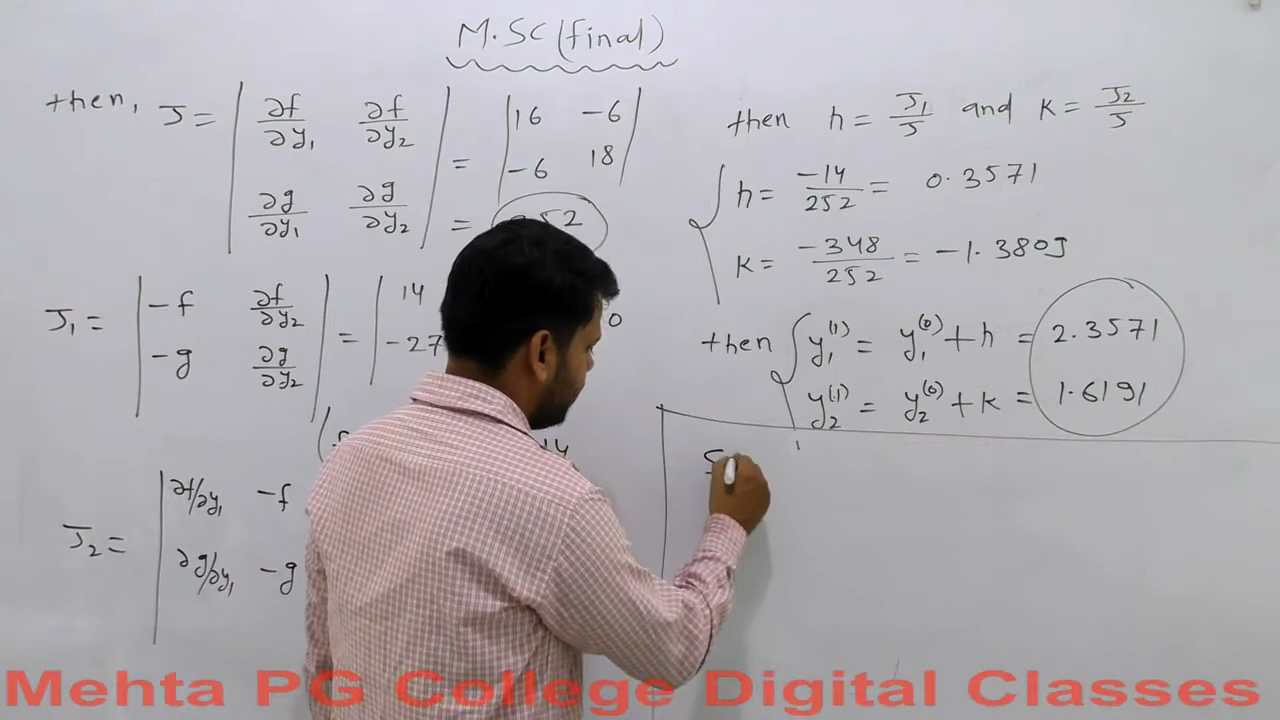 M.SC (final)
then, J = | ∂f/∂y₁ ∂f/∂y₂ | = | 16 -6 |
| ∂g/∂y₁ ∂g/∂y₂ | | -6 18 |
= 252
J₁ = | -f ∂f/∂y₂ | = | 14
| -g ∂g/∂y₂ | | -27
J₂ = | ∂f/∂y₁ -f
| ∂g/∂y₁ -g
then h = J₁/J and K = J₂/J
h = -14/252 = 0.3571
K = -348/252 = -1.3809
then y₁⁽¹⁾ = y₁⁽⁰⁾ + h = 2.3571
y₂⁽¹⁾ = y₂⁽⁰⁾ + K = 1.6191
Mehta PG College Digital Classes